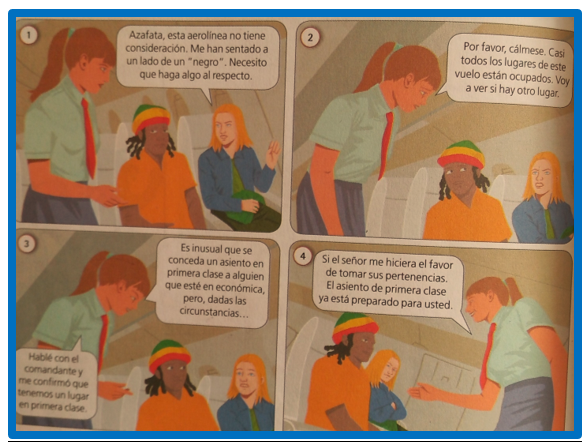 1
Azafata, esta aerolínea no tiene
consideración. Me han sentado a
un lado de un "negro". Necesito
que haga algo al respecto.
2
Por favor, cálmese. Casi
todos los lugares de este
vuelo están ocupados. Voy
a ver si hay otro lugar.
3
Es inusual que se
conceda un asiento en
primera clase a alguien
que esté en económica,
pero, dadas las
circunstancias...
Hablé con el
comandante y
me confirmó que
tenemos un lugar
en primera clase.
4
Si el señor me hiciera el favor
de tomar sus pertenencias.
El asiento de primera clase
ya está preparado para usted.